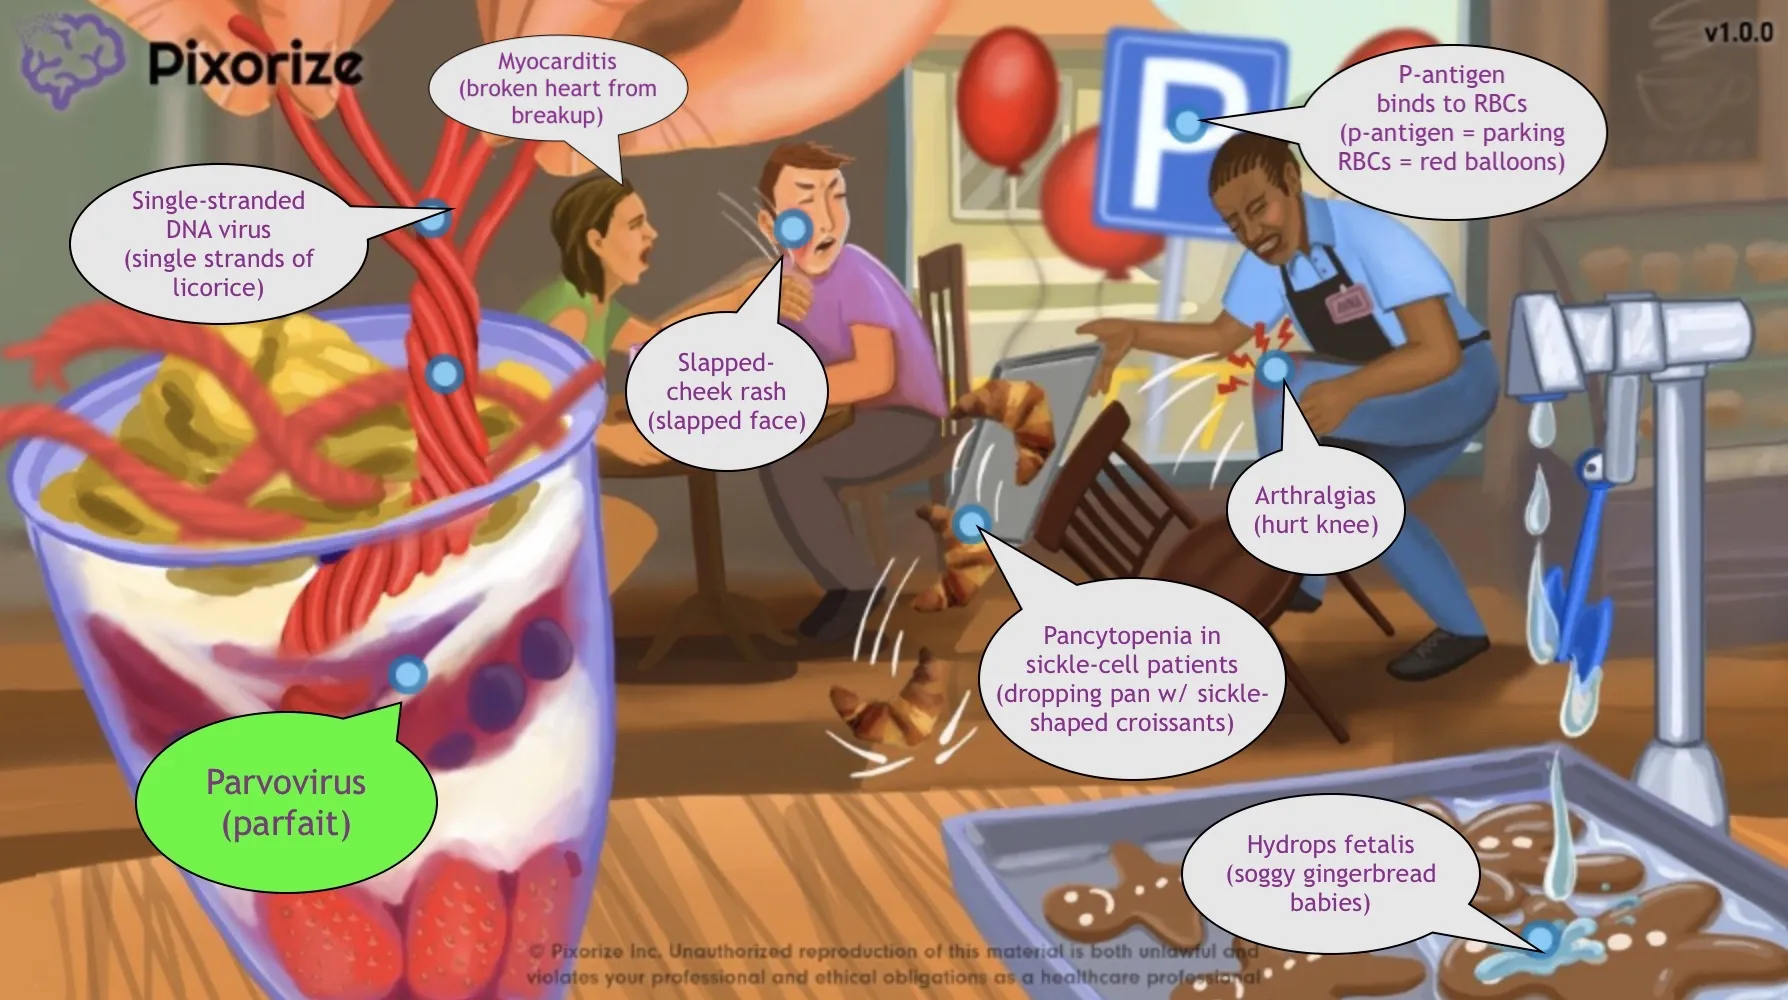 Pixorize
v1.0.0
Myocarditis
(broken heart from
breakup)
P-antigen
binds to RBCs
(p-antigen = parking
RBCs = red balloons)
P
Single-stranded
DNA virus
(single strands of
licorice)
Slapped-
cheek rash
(slapped face)
Arthralgias
(hurt knee)
Pancytopenia in
sickle-cell patients
(dropping pan w/ sickle-
shaped croissants)
Parvovirus
(parfait)
Hydrops fetalis
(soggy gingerbread
babies)
© Pixorize Inc. Unauthorized reproduction of this material is both unlawful and
violates your professional and ethical obligations as a healthcare professional